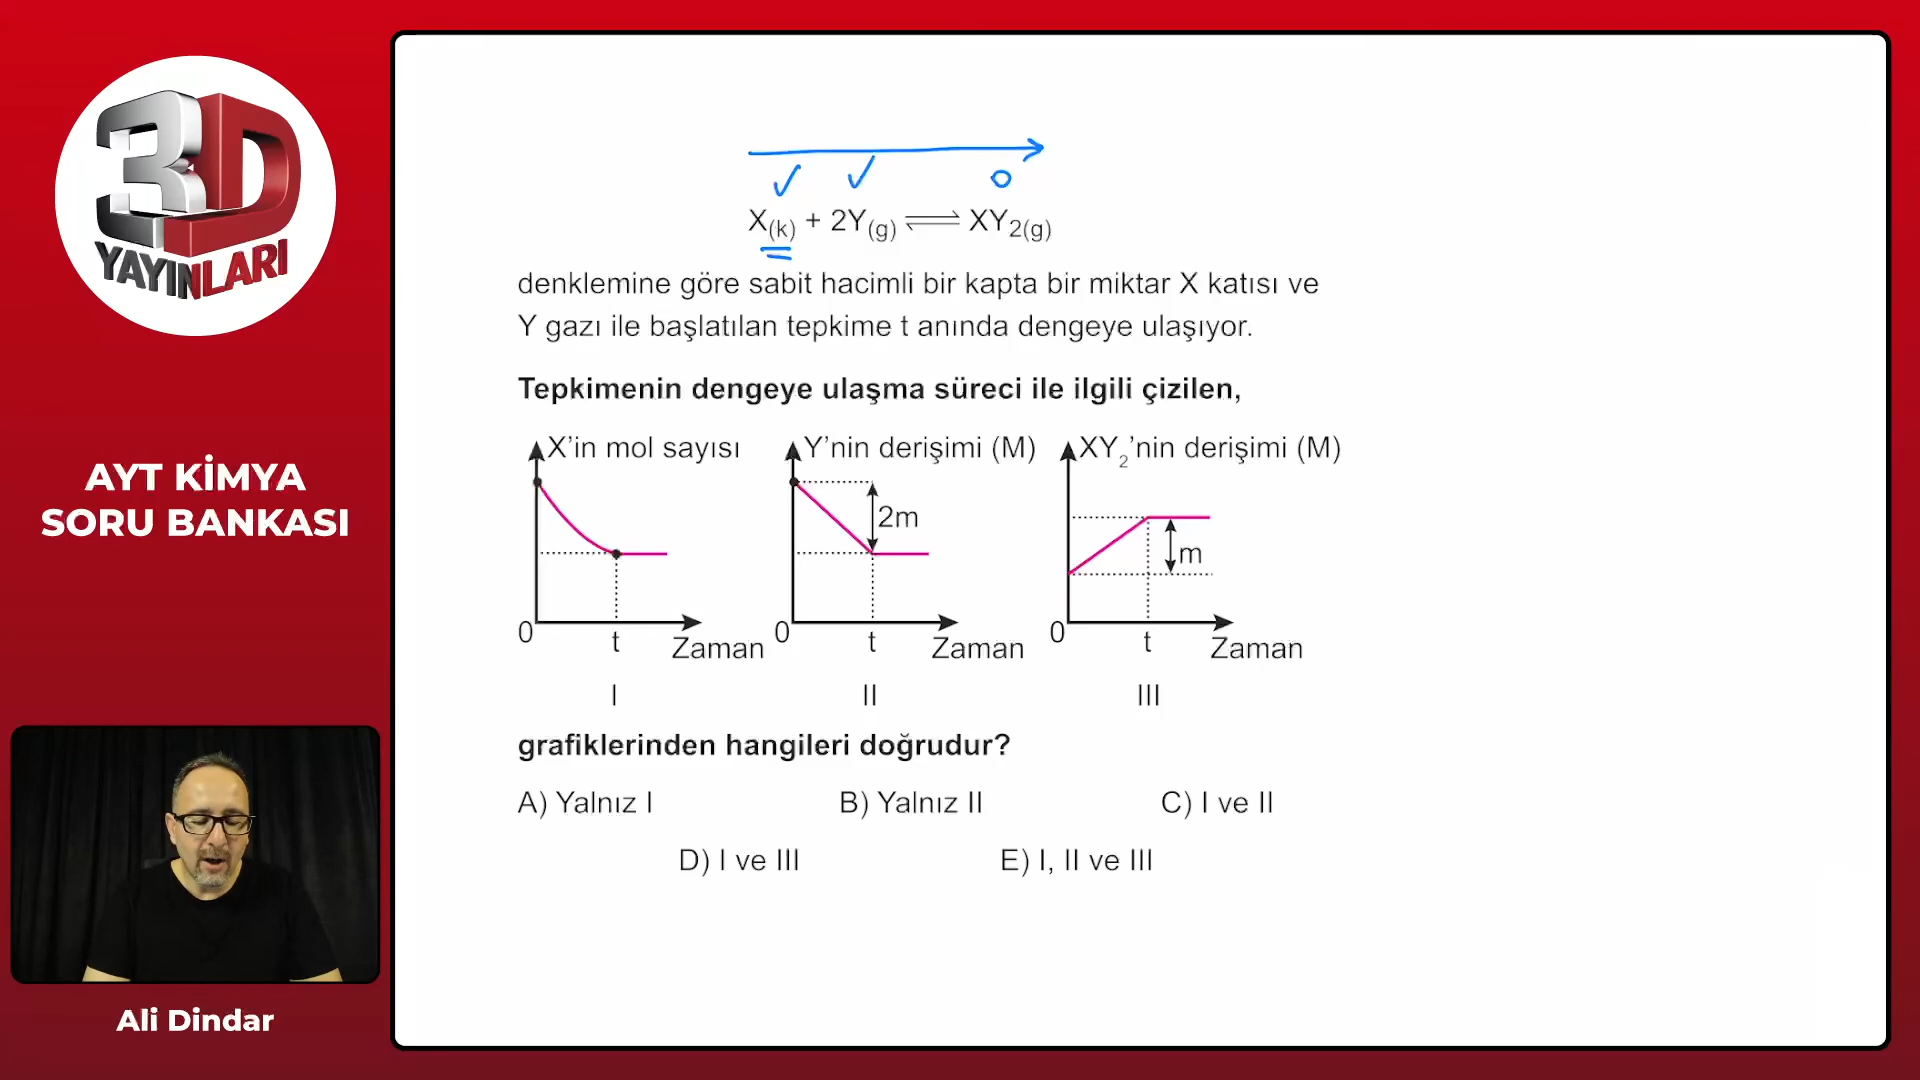 3D
YAYINLARI
AYT KİMYA
SORU BANKASI
Ali Dindar
✓ ✓ 0
X(k) + 2Y(g) ⇌ XY2(g)
denklemine göre sabit hacimli bir kapta bir miktar X katısı ve
Y gazı ile başlatılan tepkime t anında dengeye ulaşıyor.
Tepkimenin dengeye ulaşma süreci ile ilgili çizilen,
X’in mol sayısı
0
t
Zaman
I
Y’nin derişimi (M)
2m
0
t
Zaman
II
XY2’nin derişimi (M)
m
0
t
Zaman
III
grafiklerinden hangileri doğrudur?
A) Yalnız I B) Yalnız II C) I ve II
D) I ve III E) I, II ve III